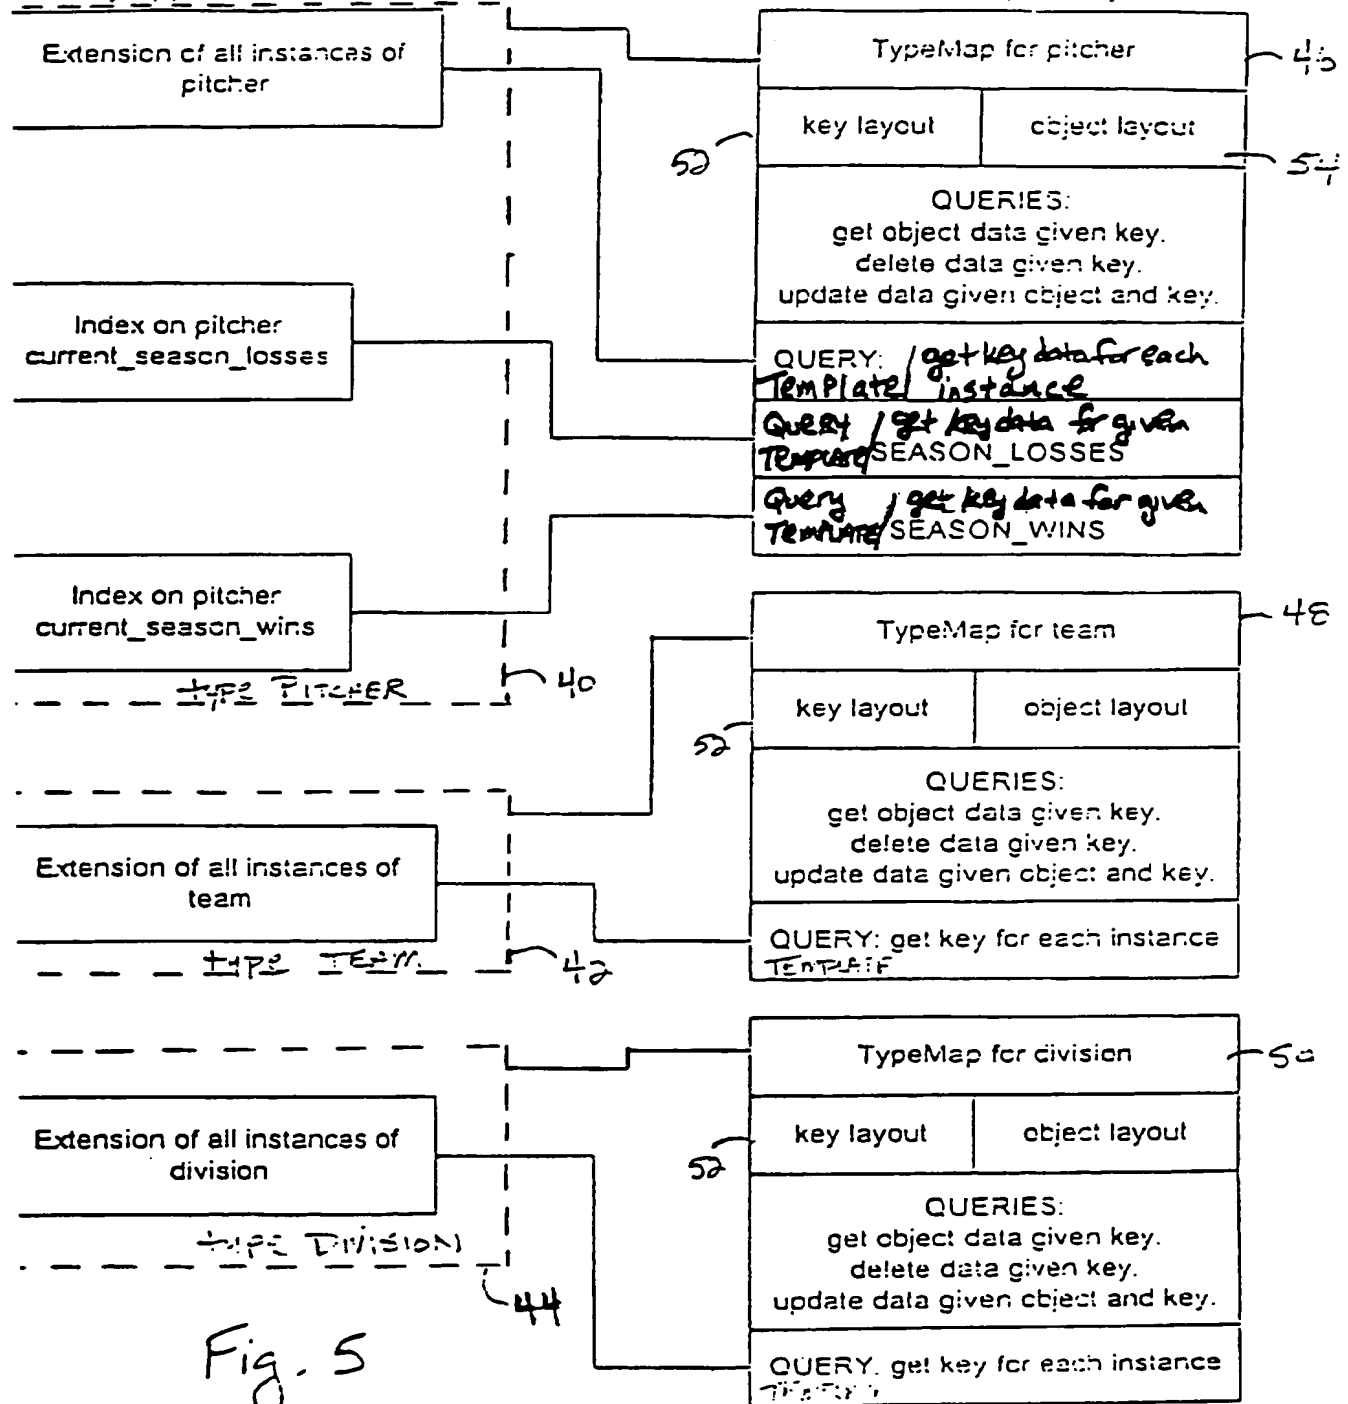 Extension of all instances of
pitcher
Index on pitcher
current_season_losses
Index on pitcher
current_season_wins
type PITCHER
40
Extension of all instances of
team
type TEAM
42
Extension of all instances of
division
type DIVISION
44
Fig. 5
TypeMap for pitcher
46
key layout
object layout
52
54
QUERIES:
get object data given key.
delete data given key.
update data given object and key.
QUERY: / get key data for each
Template / instance
Query / get key data for given
TEMPLATE / SEASON_LOSSES
Query / get key data for given
TEMPLATE / SEASON_WINS
TypeMap for team
48
key layout
object layout
52
QUERIES:
get object data given key.
delete data given key.
update data given object and key.
QUERY: get key for each instance
TEMPLATE
TypeMap for division
50
key layout
object layout
52
QUERIES:
get object data given key.
delete data given key.
update data given object and key.
QUERY. get key for each instance